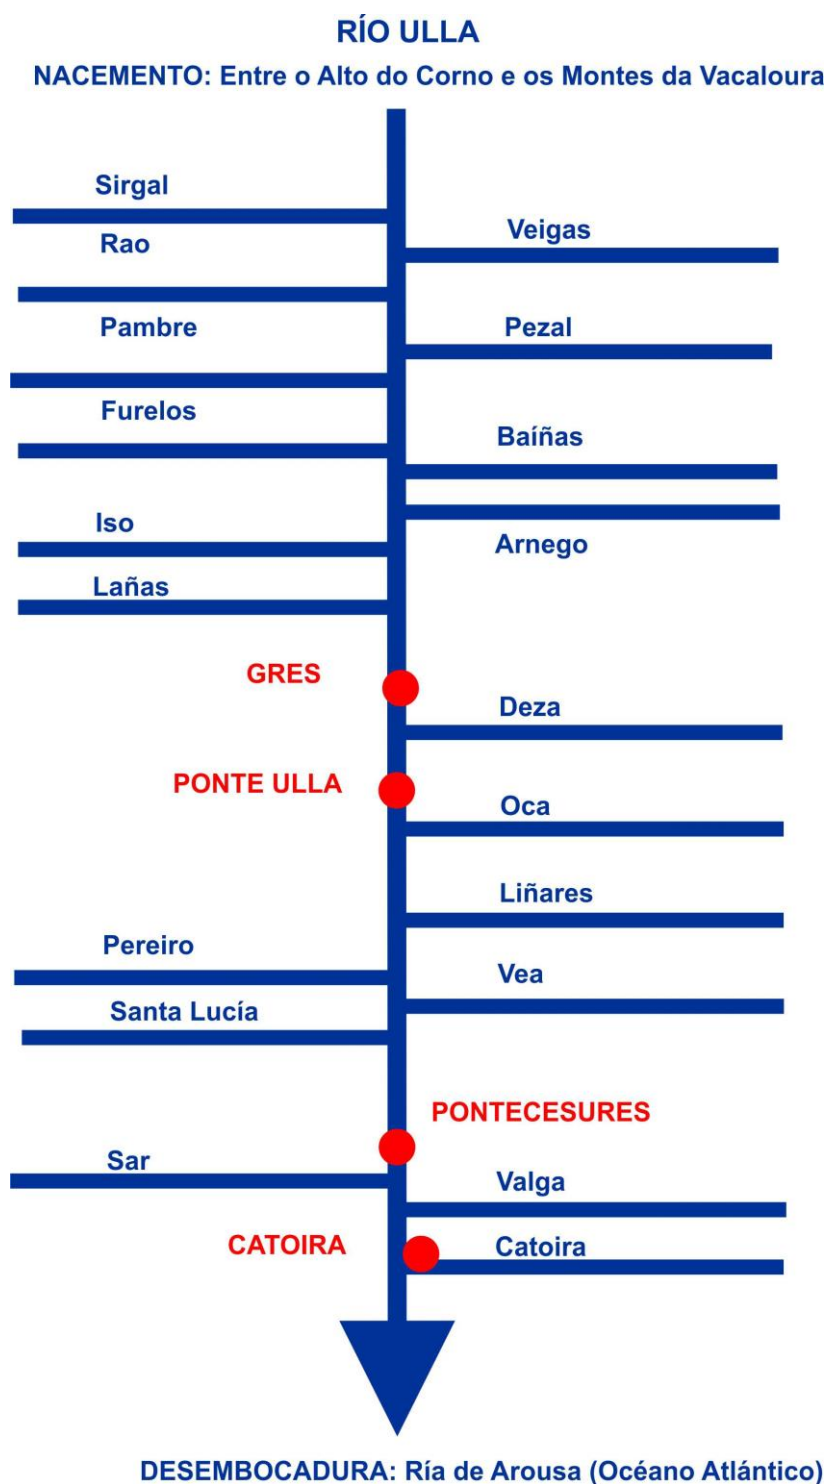 RÍO ULLA
NACEMENTO: Entre o Alto do Corno e os Montes da Vacaloura
Sirgal
Veigas
Rao
Pambre
Pezal
Furelos
Baíñas
Iso
Arnego
Lañas
GRES
Deza
PONTE ULLA
Oca
Liñares
Pereiro
Vea
Santa Lucía
PONTECESURES
Sar
Valga
CATOIRA
Catoira
DESEMBOCADURA: Ría de Arousa (Océano Atlántico)